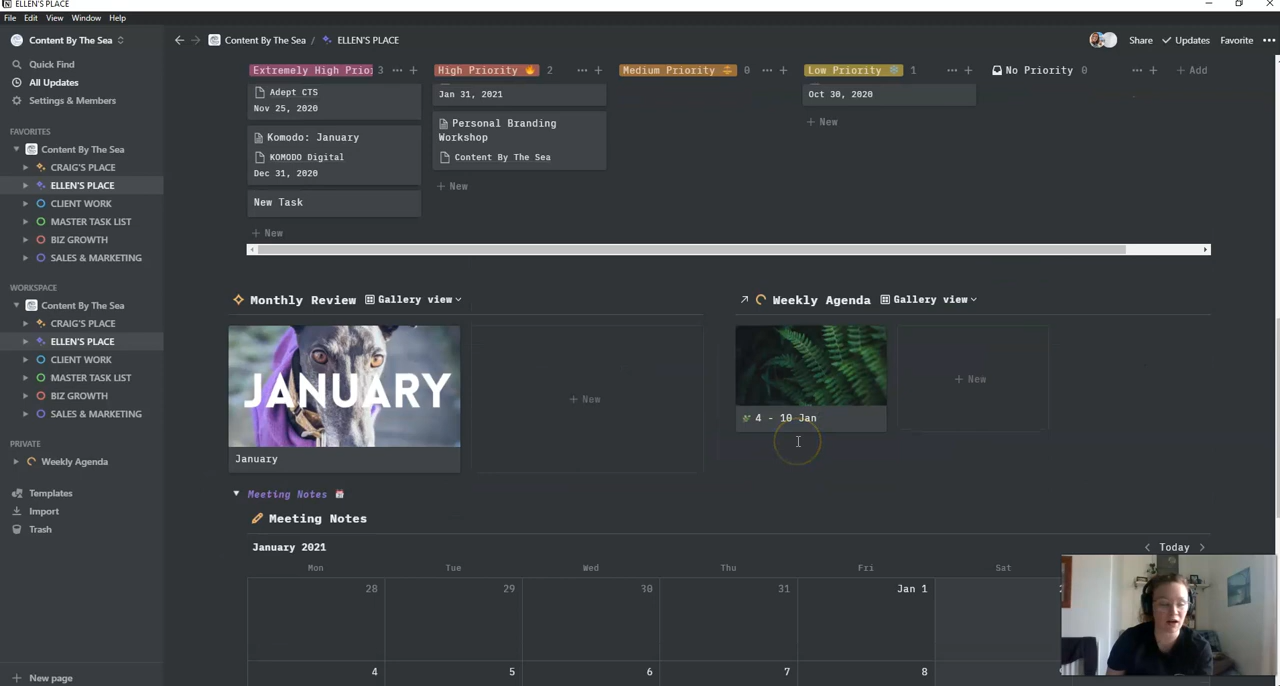 ELLEN'S PLACE
File Edit View Window Help
Content By The Sea
Content By The Sea / ELLEN'S PLACE
Share Updates Favorite
Quick Find
All Updates
Settings & Members
FAVORITES
Content By The Sea
CRAIG'S PLACE
ELLEN'S PLACE
CLIENT WORK
MASTER TASK LIST
BIZ GROWTH
SALES & MARKETING
WORKSPACE
Content By The Sea
CRAIG'S PLACE
ELLEN'S PLACE
CLIENT WORK
MASTER TASK LIST
BIZ GROWTH
SALES & MARKETING
PRIVATE
Weekly Agenda
Templates
Import
Trash
+ New page
Extremely High Prior 3
High Priority 2
Medium Priority 0
Low Priority 1
No Priority 0
+ Add
Adept CTS
Nov 25, 2020
Komodo: January
KOMODO Digital
Dec 31, 2020
New Task
+ New
Jan 31, 2021
Personal Branding
Workshop
Content By The Sea
+ New
Oct 30, 2020
+ New
Monthly Review Gallery view
JANUARY
January
+ New
Weekly Agenda Gallery view
4 - 10 Jan
+ New
Meeting Notes
Meeting Notes
January 2021
Today
Mon Tue Wed Thu Fri Sat
28 29 30 31 Jan 1
4 5 6 7 8